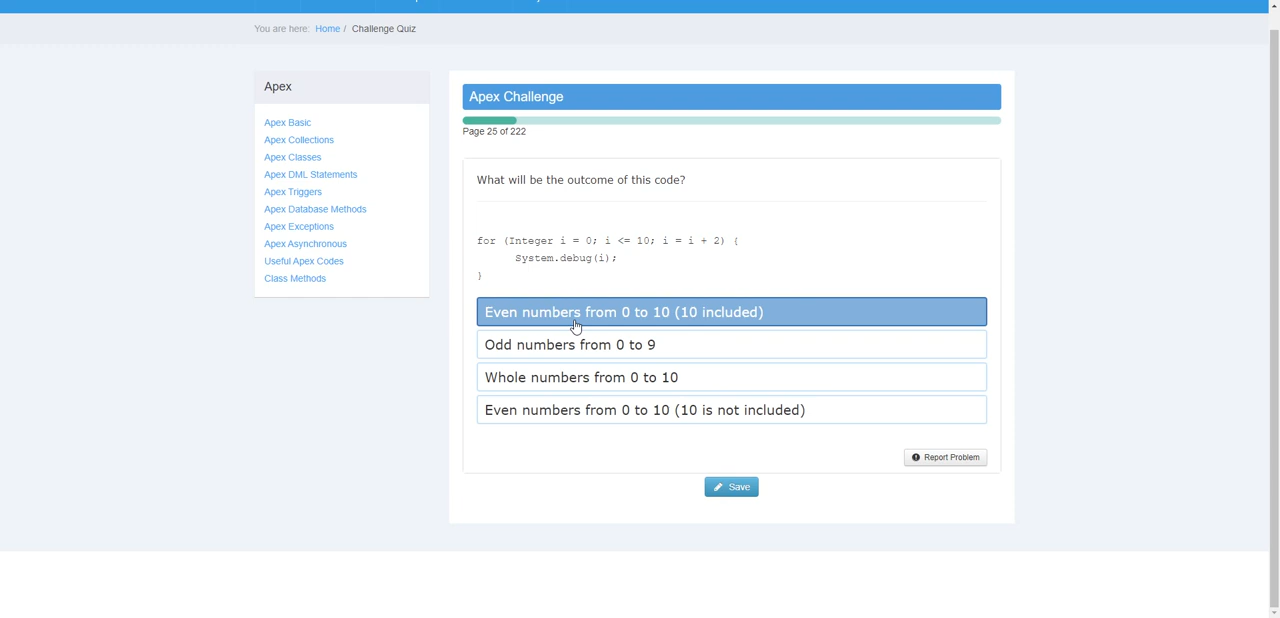 You are here: Home / Challenge Quiz
Apex
Apex Basic
Apex Collections
Apex Classes
Apex DML Statements
Apex Triggers
Apex Database Methods
Apex Exceptions
Apex Asynchronous
Useful Apex Codes
Class Methods
Apex Challenge
Page 25 of 222
What will be the outcome of this code?
for (Integer i = 0; i <= 10; i = i + 2) {
System.debug(i);
}
Even numbers from 0 to 10 (10 included)
Odd numbers from 0 to 9
Whole numbers from 0 to 10
Even numbers from 0 to 10 (10 is not included)
Report Problem
Save